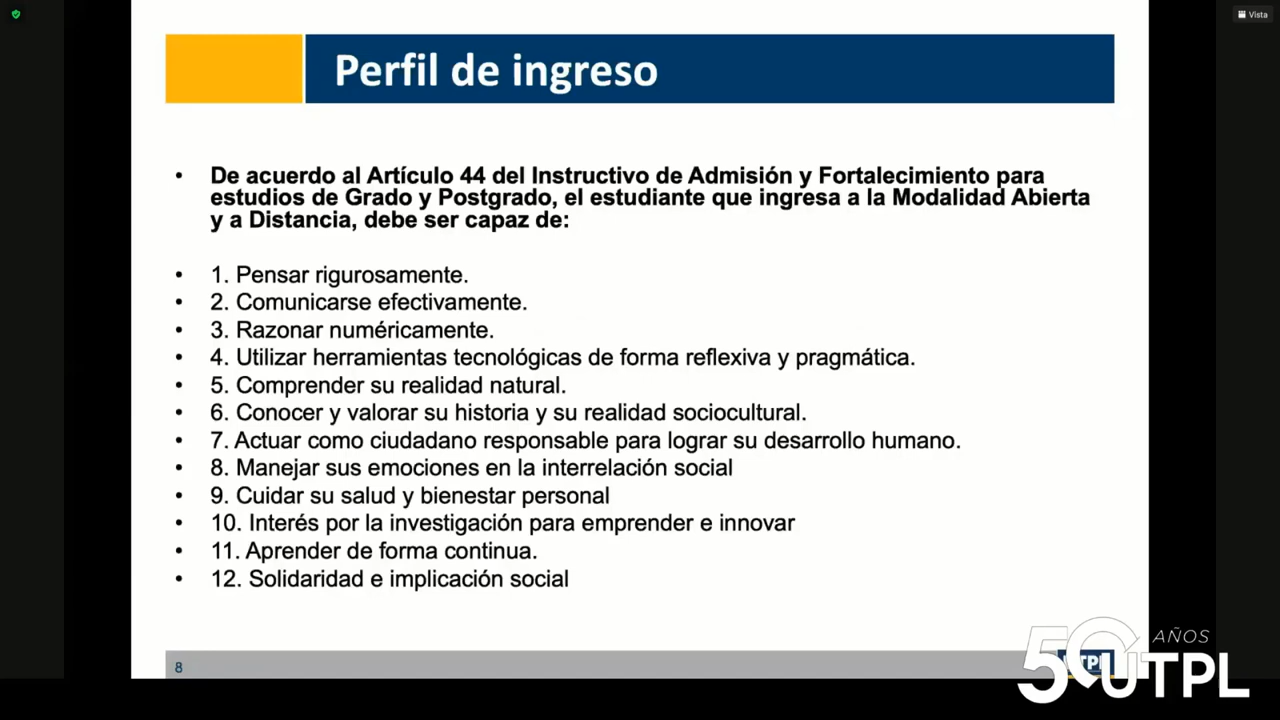 Vista
Perfil de ingreso
• De acuerdo al Artículo 44 del Instructivo de Admisión y Fortalecimiento para
estudios de Grado y Postgrado, el estudiante que ingresa a la Modalidad Abierta
y a Distancia, debe ser capaz de:
• 1. Pensar rigurosamente.
• 2. Comunicarse efectivamente.
• 3. Razonar numéricamente.
• 4. Utilizar herramientas tecnológicas de forma reflexiva y pragmática.
• 5. Comprender su realidad natural.
• 6. Conocer y valorar su historia y su realidad sociocultural.
• 7. Actuar como ciudadano responsable para lograr su desarrollo humano.
• 8. Manejar sus emociones en la interrelación social
• 9. Cuidar su salud y bienestar personal
• 10. Interés por la investigación para emprender e innovar
• 11. Aprender de forma continua.
• 12. Solidaridad e implicación social
8
50 AÑOS
UTPL